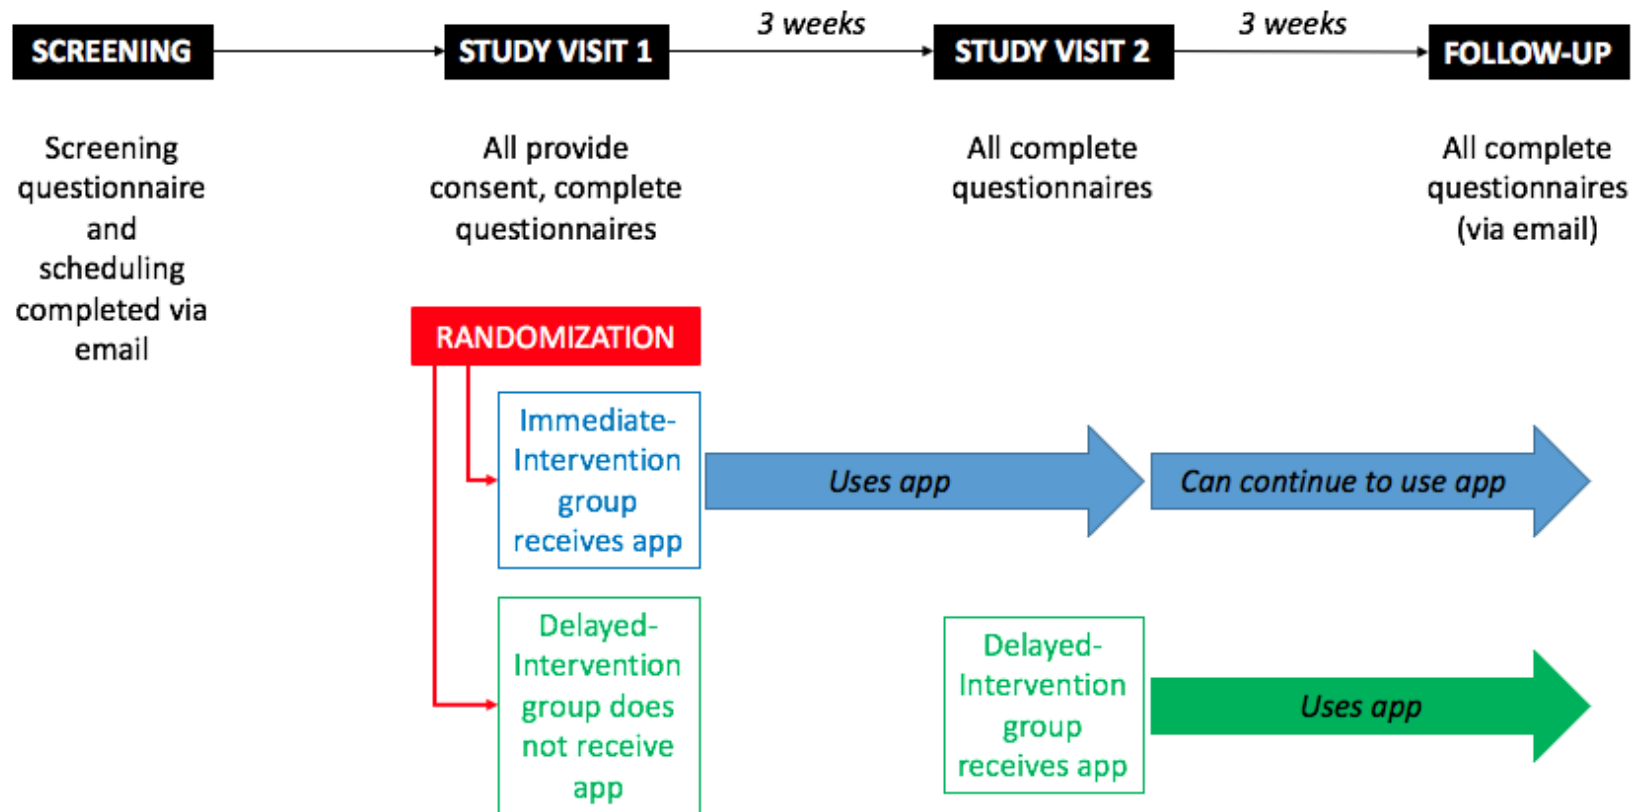 SCREENING
STUDY VISIT 1
3 weeks
STUDY VISIT 2
3 weeks
FOLLOW-UP
Screening
questionnaire
and
scheduling
completed via
email
All provide
consent, complete
questionnaires
All complete
questionnaires
All complete
questionnaires
(via email)
RANDOMIZATION
Immediate-
Intervention
group
receives app
Uses app
Can continue to use app
Delayed-
Intervention
group does
not receive
app
Delayed-
Intervention
group
receives app
Uses app